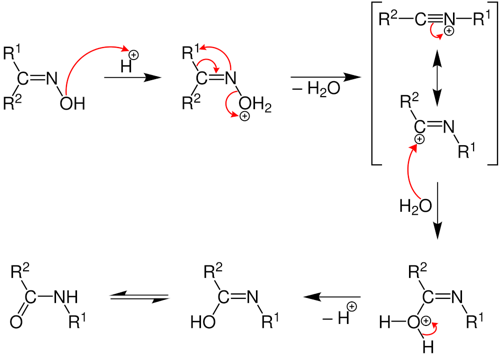 R¹
C=N
R²
OH
H⊕
R¹
C=N
R²
OH₂
⊕
– H₂O
R²–C≡N–R¹
⊕
R²
C=N
⊕
R¹
H₂O
R²
C–NH
O
R¹
R²
C=N
HO
R¹
– H⊕
R²
C=N
H–O⊕
R¹
H